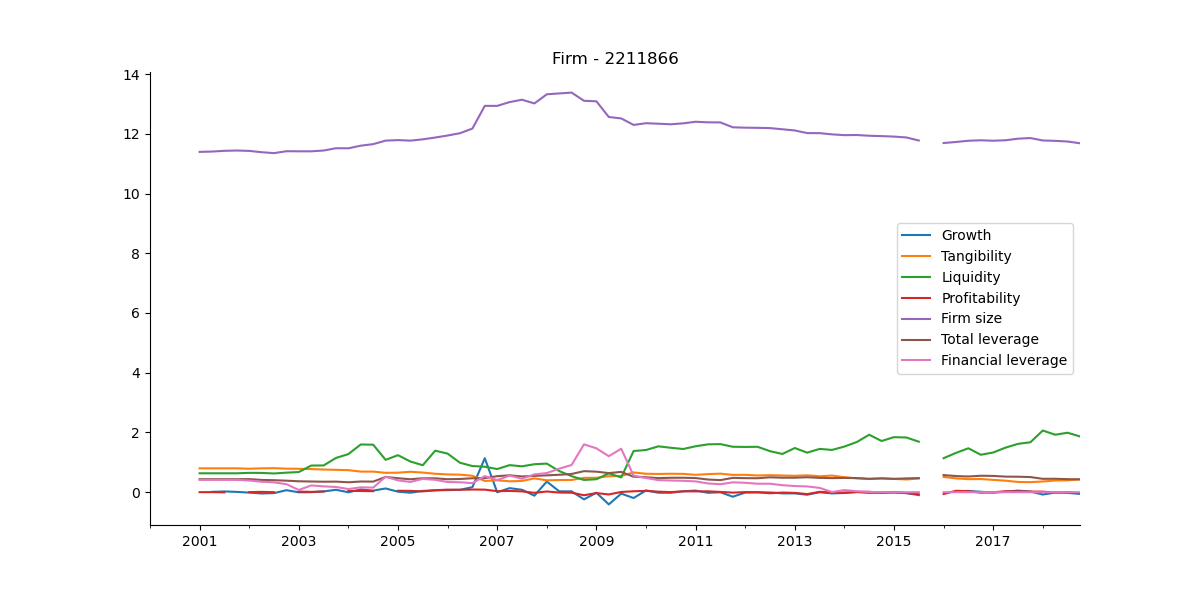 Firm - 2211866
14
12
10
8
6
4
2
0
Growth
Tangibility
Liquidity
Profitability
Firm size
Total leverage
Financial leverage
2001 2003 2005 2007 2009 2011 2013 2015 2017